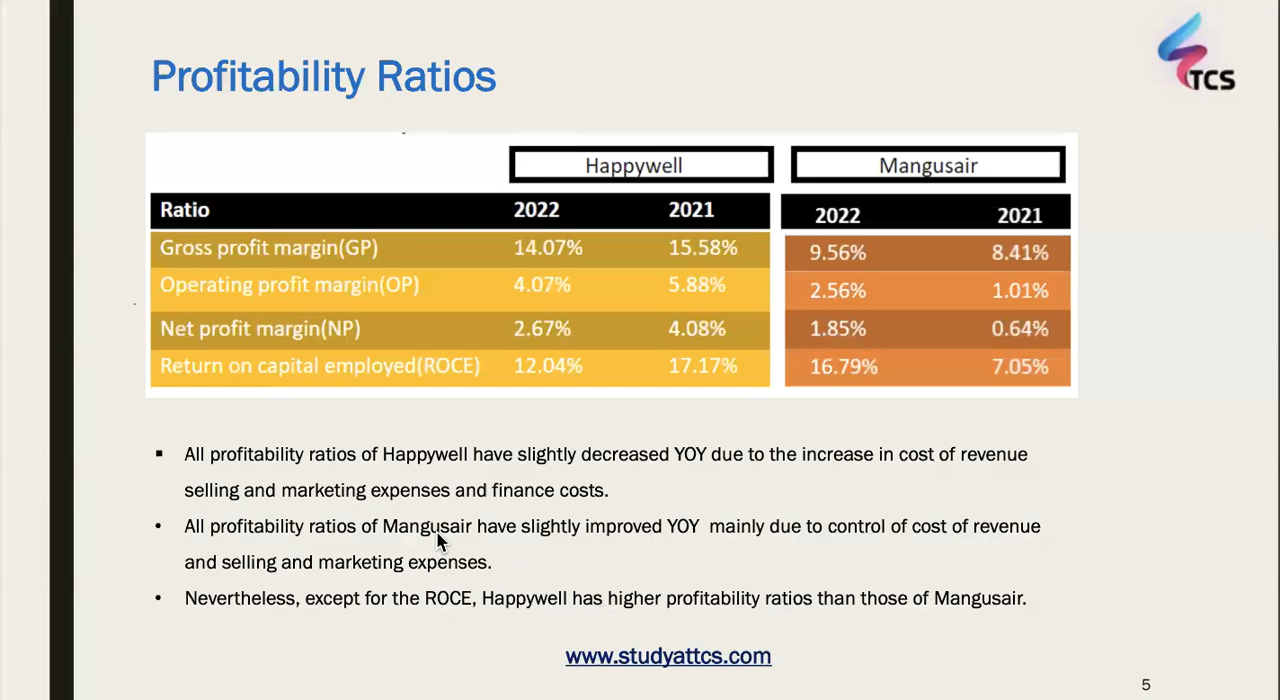 Profitability Ratios
TCS
Happywell Mangusair
Ratio 2022 2021 2022 2021
Gross profit margin(GP) 14.07% 15.58% 9.56% 8.41%
Operating profit margin(OP) 4.07% 5.88% 2.56% 1.01%
Net profit margin(NP) 2.67% 4.08% 1.85% 0.64%
Return on capital employed(ROCE) 12.04% 17.17% 16.79% 7.05%
▪ All profitability ratios of Happywell have slightly decreased YOY due to the increase in cost of revenue
selling and marketing expenses and finance costs.
• All profitability ratios of Mangusair have slightly improved YOY mainly due to control of cost of revenue
and selling and marketing expenses.
• Nevertheless, except for the ROCE, Happywell has higher profitability ratios than those of Mangusair.
www.studyattcs.com
5